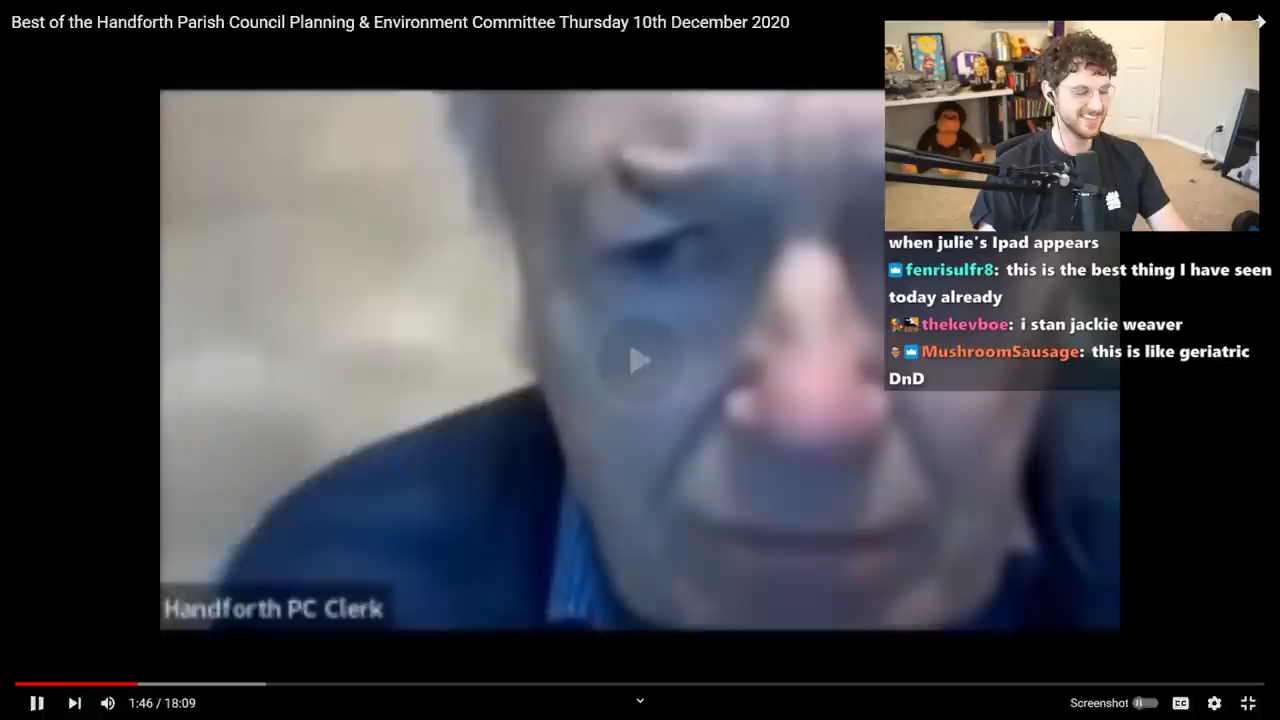 Best of the Handforth Parish Council Planning & Environment Committee Thursday 10th December 2020
when julie's Ipad appears
fenrisulfr8: this is the best thing I have seen
today already
thekevboe: i stan jackie weaver
MushroomSausage: this is like geriatric
DnD
Handforth PC Clerk
1:46 / 18:09
Screenshot
CC